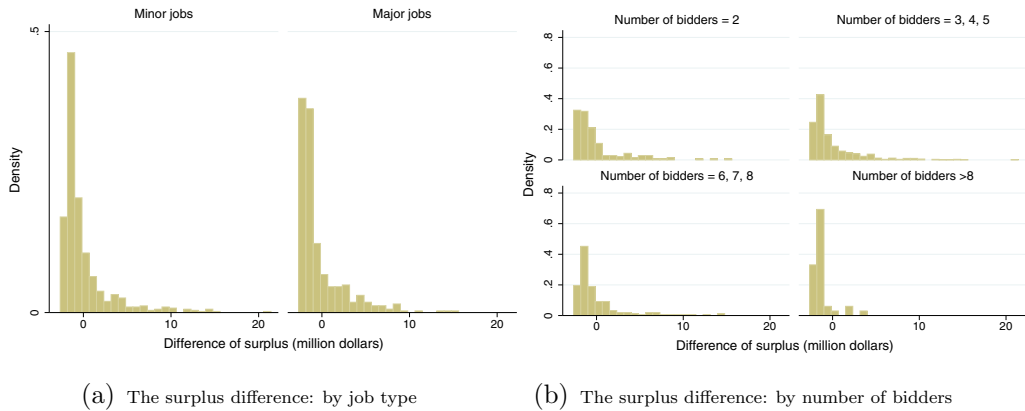 Minor jobs
Major jobs
.5
Density
0
0 10 20
0 10 20
Difference of surplus (million dollars)
(a) The surplus difference: by job type
Number of bidders = 2
Number of bidders = 3, 4, 5
.8
.6
.4
.2
0
Number of bidders = 6, 7, 8
Number of bidders >8
.8
.6
.4
.2
0
Density
0 10 20
0 10 20
Difference of surplus (million dollars)
(b) The surplus difference: by number of bidders